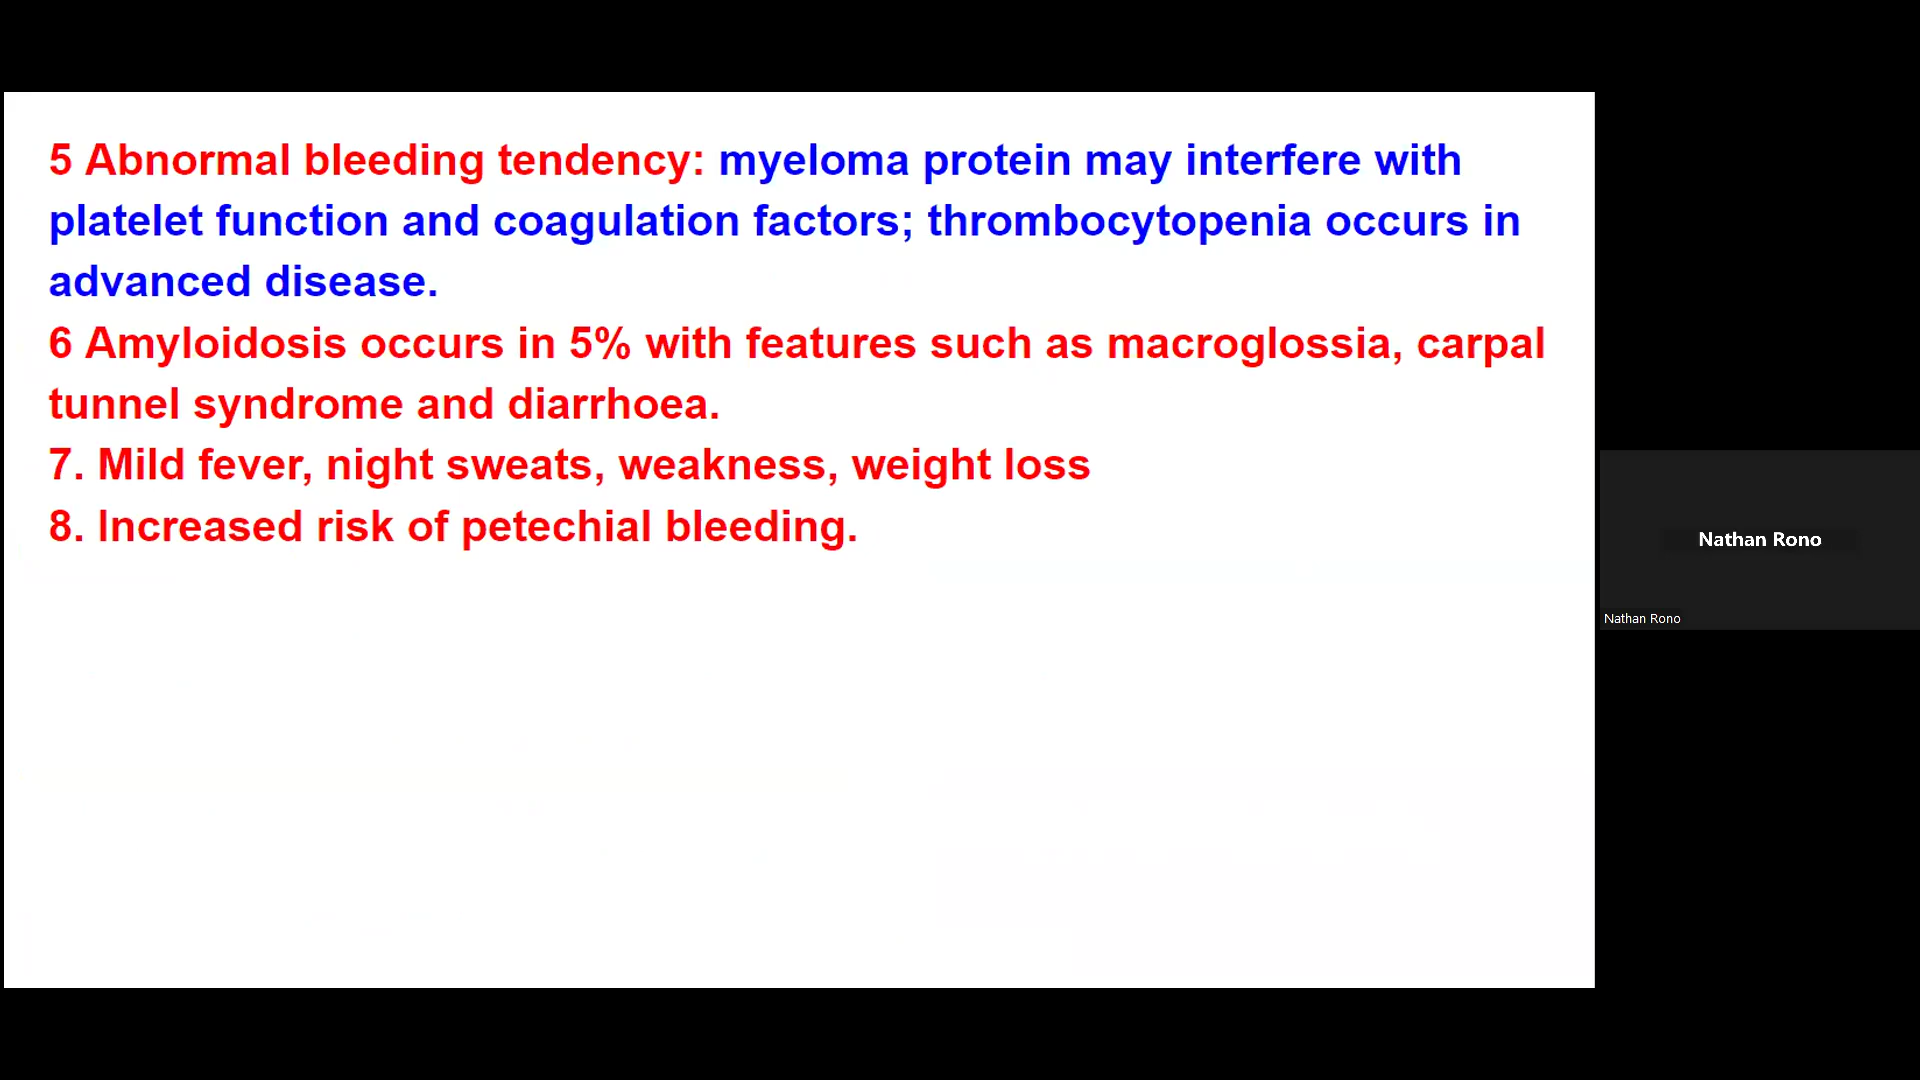 5 Abnormal bleeding tendency: myeloma protein may interfere with
platelet function and coagulation factors; thrombocytopenia occurs in
advanced disease.
6 Amyloidosis occurs in 5% with features such as macroglossia, carpal
tunnel syndrome and diarrhoea.
7. Mild fever, night sweats, weakness, weight loss
8. Increased risk of petechial bleeding.
Nathan Rono
Nathan Rono